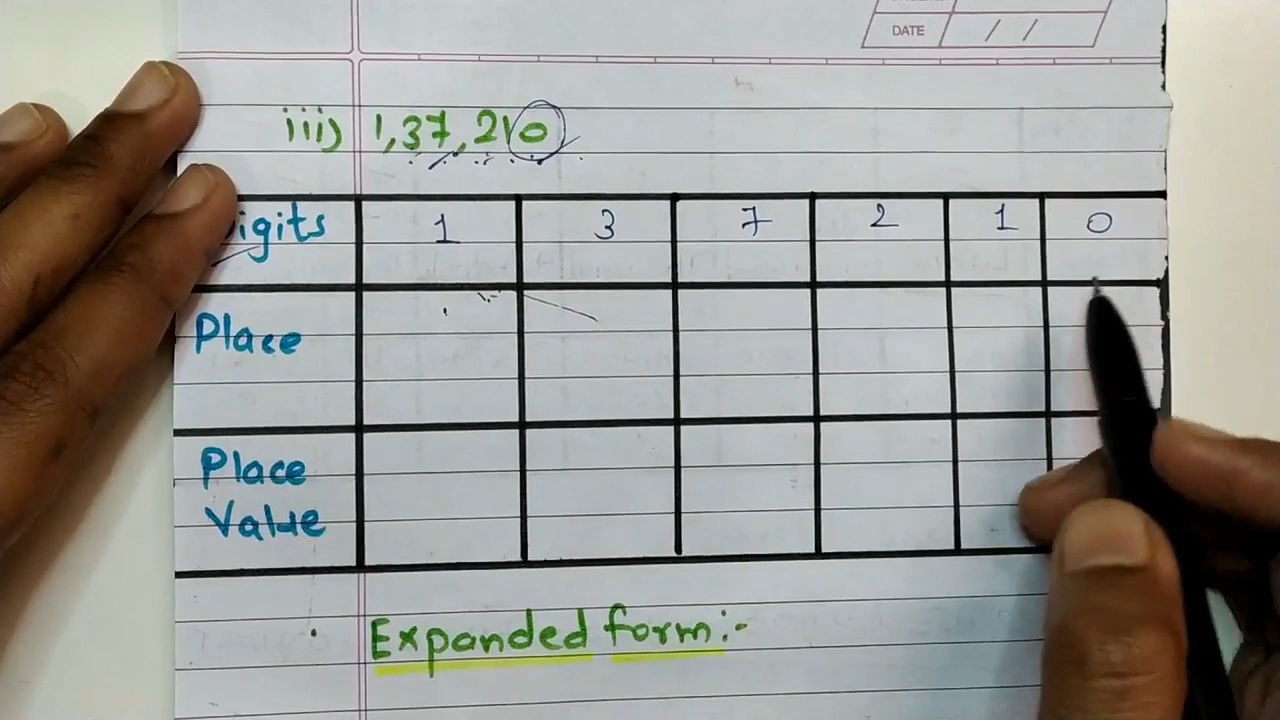 DATE / /
iii) 1,37,210
Digits 1 3 7 2 1 0
Place
Place
Value
Expanded form:-